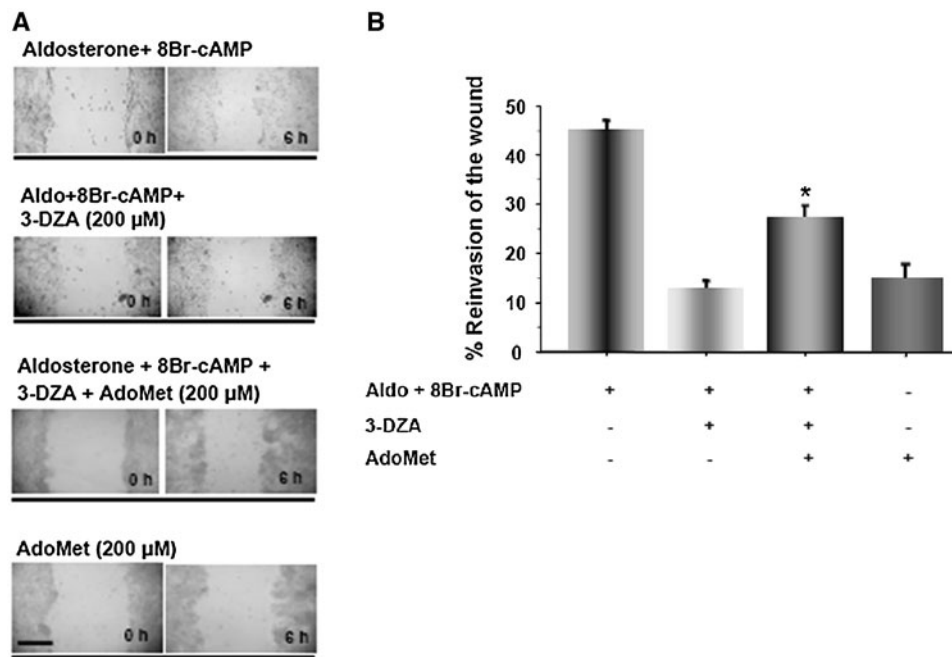 A
Aldosterone+ 8Br-cAMP
0 h
6 h
Aldo+8Br-cAMP+
3-DZA (200 µM)
0 h
6 h
Aldosterone + 8Br-cAMP +
3-DZA + AdoMet (200 µM)
0 h
6 h
AdoMet (200 µM)
0 h
6 h
B
% Reinvasion of the wound
50
40
30
20
10
0
*
Aldo + 8Br-cAMP + + + -
3-DZA - + + -
AdoMet - - + +